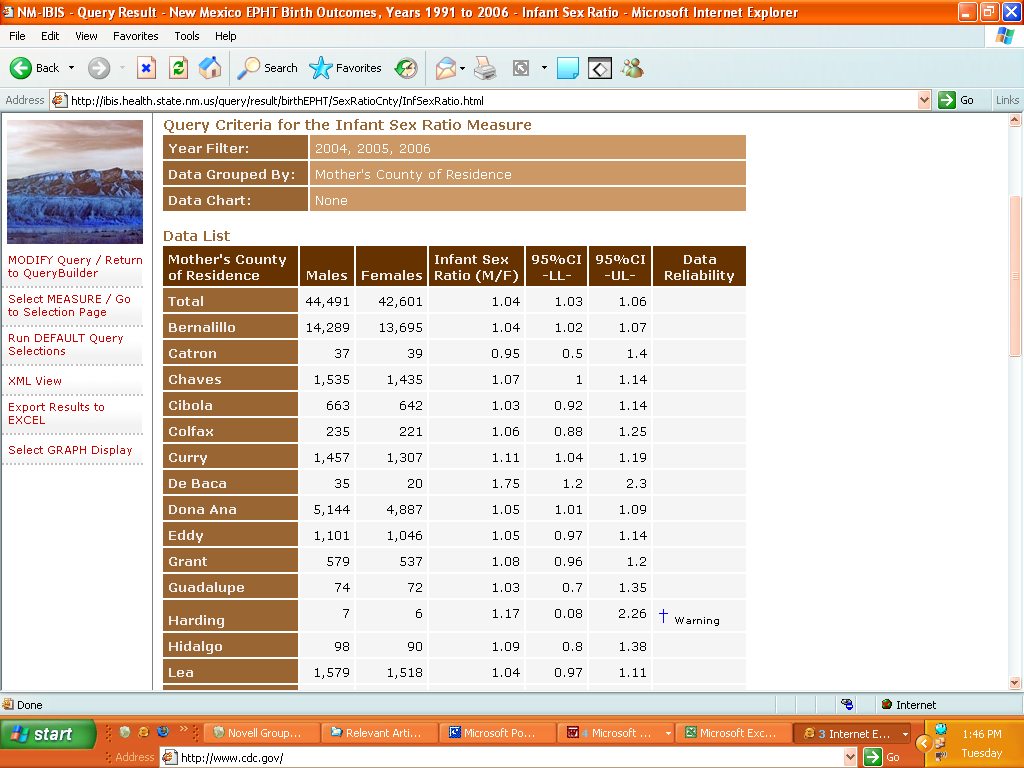 NM-IBIS - Query Result - New Mexico EPHT Birth Outcomes, Years 1991 to 2006 - Infant Sex Ratio - Microsoft Internet Explorer
File Edit View Favorites Tools Help
Back Search Favorites
Address http://ibis.health.state.nm.us/query/result/birthEPHT/SexRatioCnty/InfSexRatio.html Go Links
MODIFY Query / Return
to QueryBuilder
Select MEASURE / Go
to Selection Page
Run DEFAULT Query
Selections
XML View
Export Results to
EXCEL
Select GRAPH Display
Query Criteria for the Infant Sex Ratio Measure
Year Filter: 2004, 2005, 2006
Data Grouped By: Mother's County of Residence
Data Chart: None
Data List
Mother's County Infant Sex 95%CI 95%CI Data
of Residence Males Females Ratio (M/F) -LL- -UL- Reliability
Total 44,491 42,601 1.04 1.03 1.06
Bernalillo 14,289 13,695 1.04 1.02 1.07
Catron 37 39 0.95 0.5 1.4
Chaves 1,535 1,435 1.07 1 1.14
Cibola 663 642 1.03 0.92 1.14
Colfax 235 221 1.06 0.88 1.25
Curry 1,457 1,307 1.11 1.04 1.19
De Baca 35 20 1.75 1.2 2.3
Dona Ana 5,144 4,887 1.05 1.01 1.09
Eddy 1,101 1,046 1.05 0.97 1.14
Grant 579 537 1.08 0.96 1.2
Guadalupe 74 72 1.03 0.7 1.35
Harding 7 6 1.17 0.08 2.26 † Warning
Hidalgo 98 90 1.09 0.8 1.38
Lea 1,579 1,518 1.04 0.97 1.11
Done Internet
start » Novell Group... Relevant Arti... Microsoft Po... 4 Microsoft ... Microsoft Exc... 3 Internet E... 1:46 PM
Address http://www.cdc.gov/ Go Tuesday